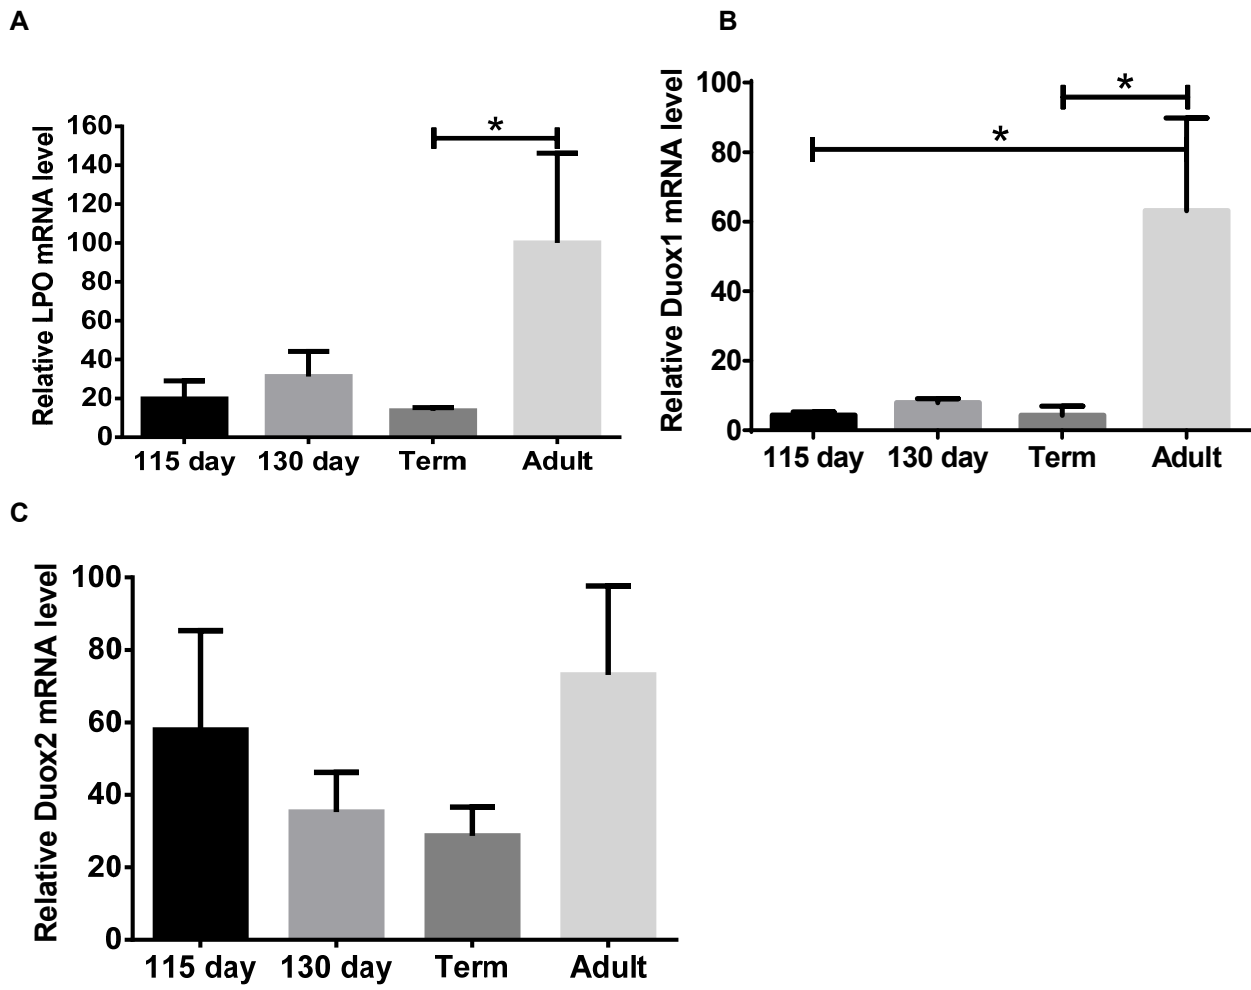 A
Relative LPO mRNA level
160
140
120
100
80
60
40
20
0
*
115 day 130 day Term Adult
B
Relative Duox1 mRNA level
100
80
60
40
20
0
*
*
115 day 130 day Term Adult
C
Relative Duox2 mRNA level
100
80
60
40
20
0
115 day 130 day Term Adult